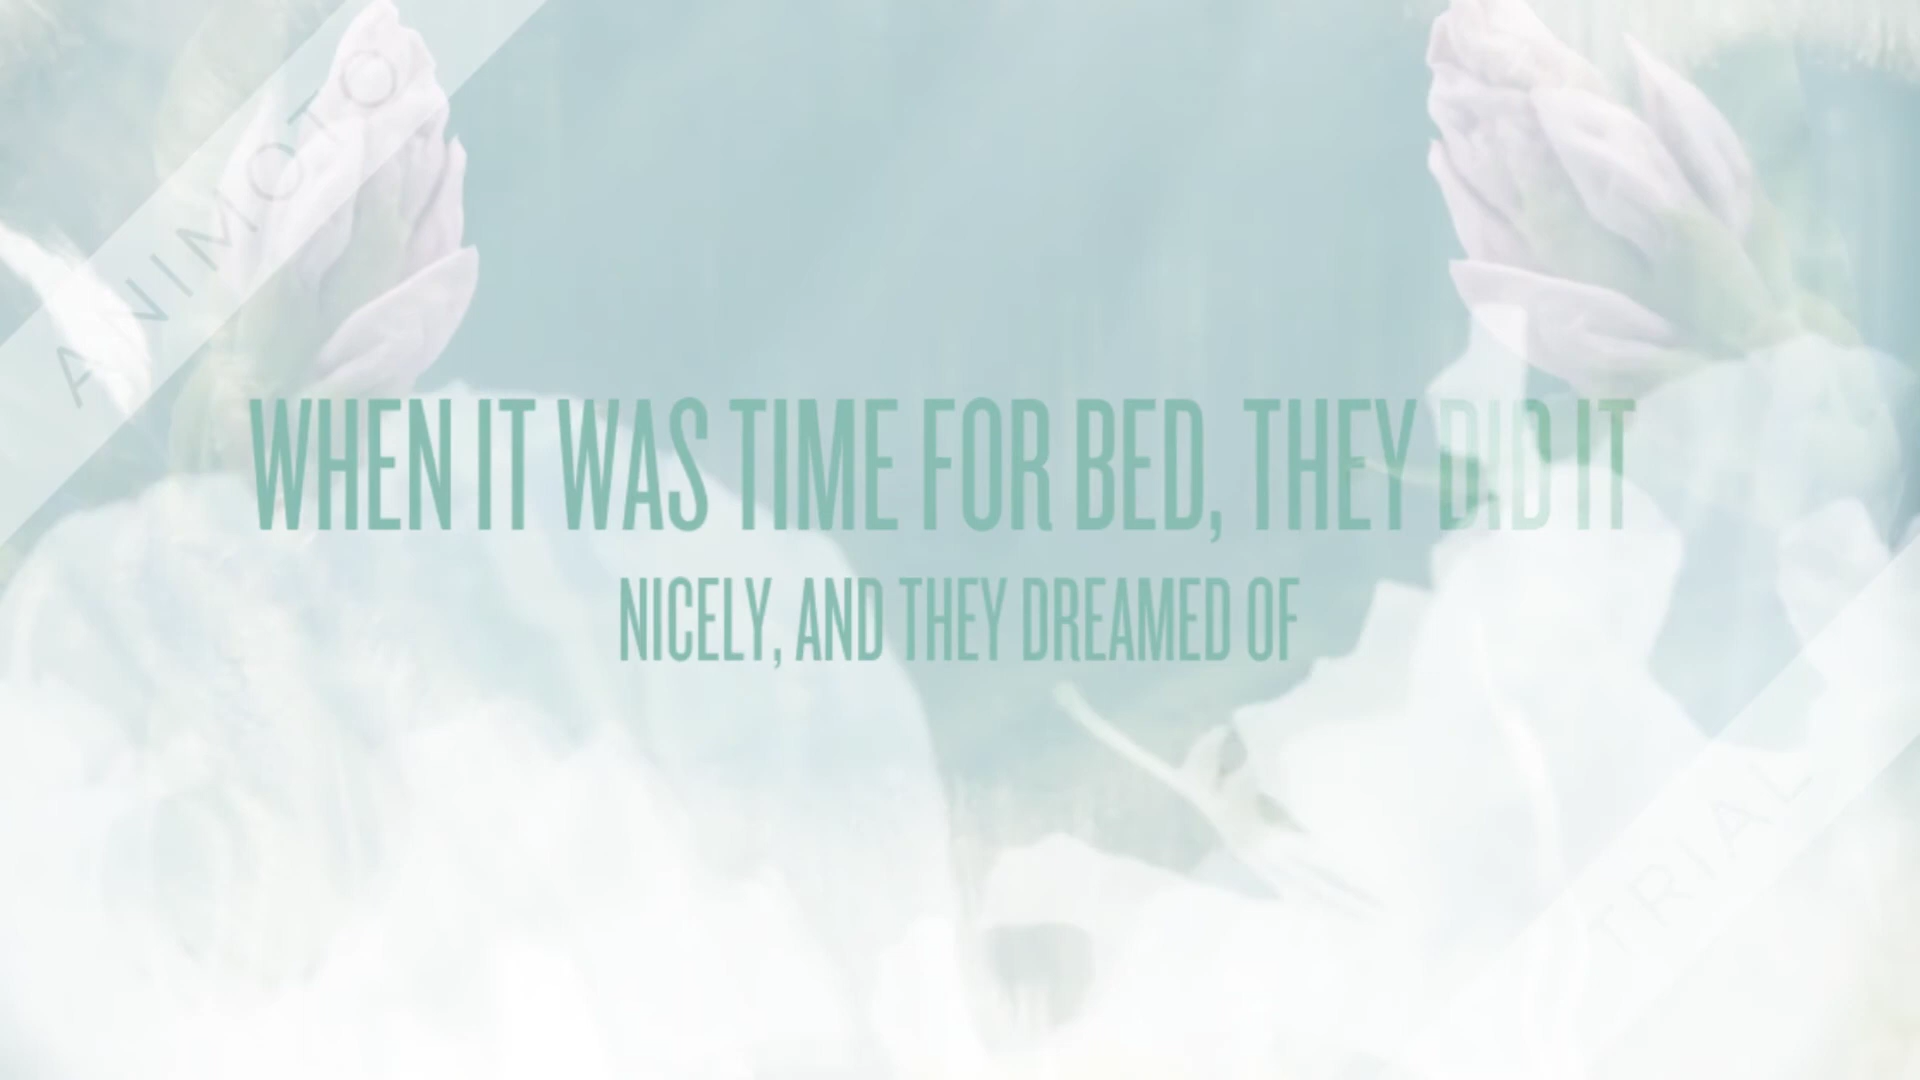 ANIMOTO
WHEN IT WAS TIME FOR BED, THEY DID IT
NICELY, AND THEY DREAMED OF
TRIAL